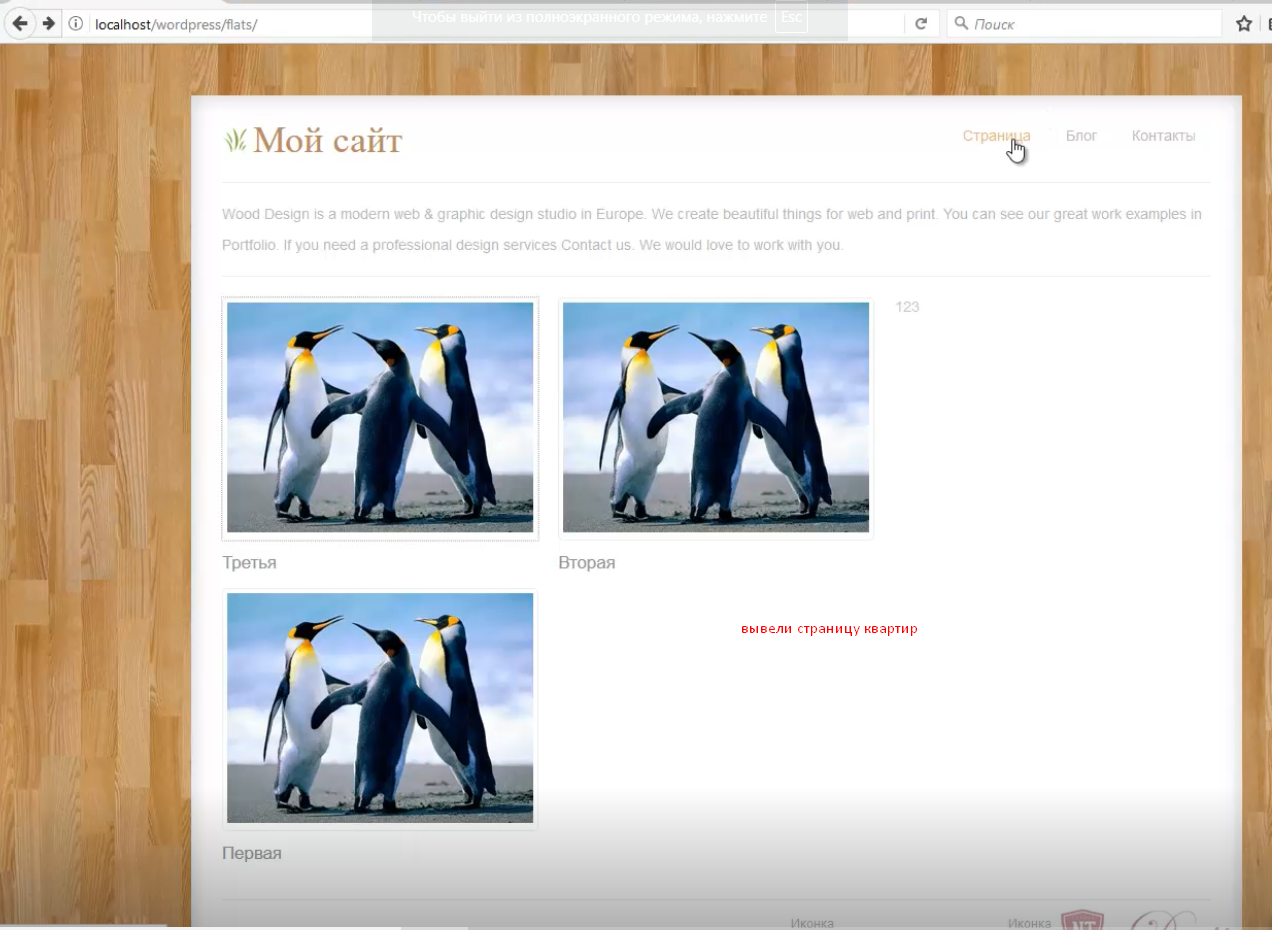 Чтобы выйти из полноэкранного режима, нажмите Esc
localhost/wordpress/flats/
Поиск
Мой сайт
Страница Блог Контакты
Wood Design is a modern web & graphic design studio in Europe. We create beautiful things for web and print. You can see our great work examples in
Portfolio. If you need a professional design services Contact us. We would love to work with you.
123
Третья
Вторая
вывели страницу квартир
Первая
Иконка
Иконка